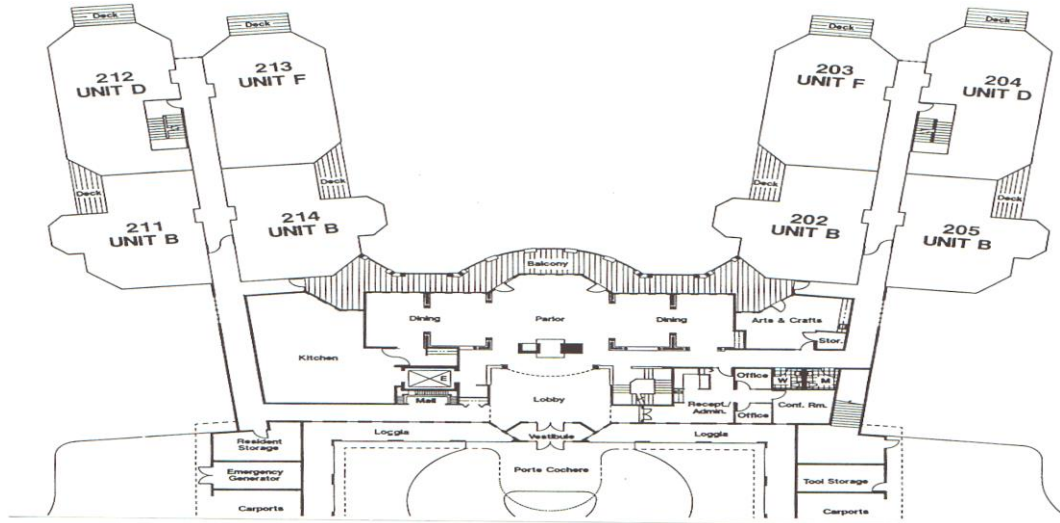 Deck
Deck
Deck
Deck
212
UNIT D
213
UNIT F
203
UNIT F
204
UNIT D
Deck
Deck
Deck
Deck
211
UNIT B
214
UNIT B
202
UNIT B
205
UNIT B
Balcony
Dining
Parlor
Dining
Arts & Crafts
Stor.
Kitchen
E
Mail
Lobby
Recept.
Admin.
Office
W
M
Office
Conf. Rm.
Resident
Storage
Loggia
Vestibule
Loggia
Emergency
Generator
Porte Cochere
Tool Storage
Carports
Carports